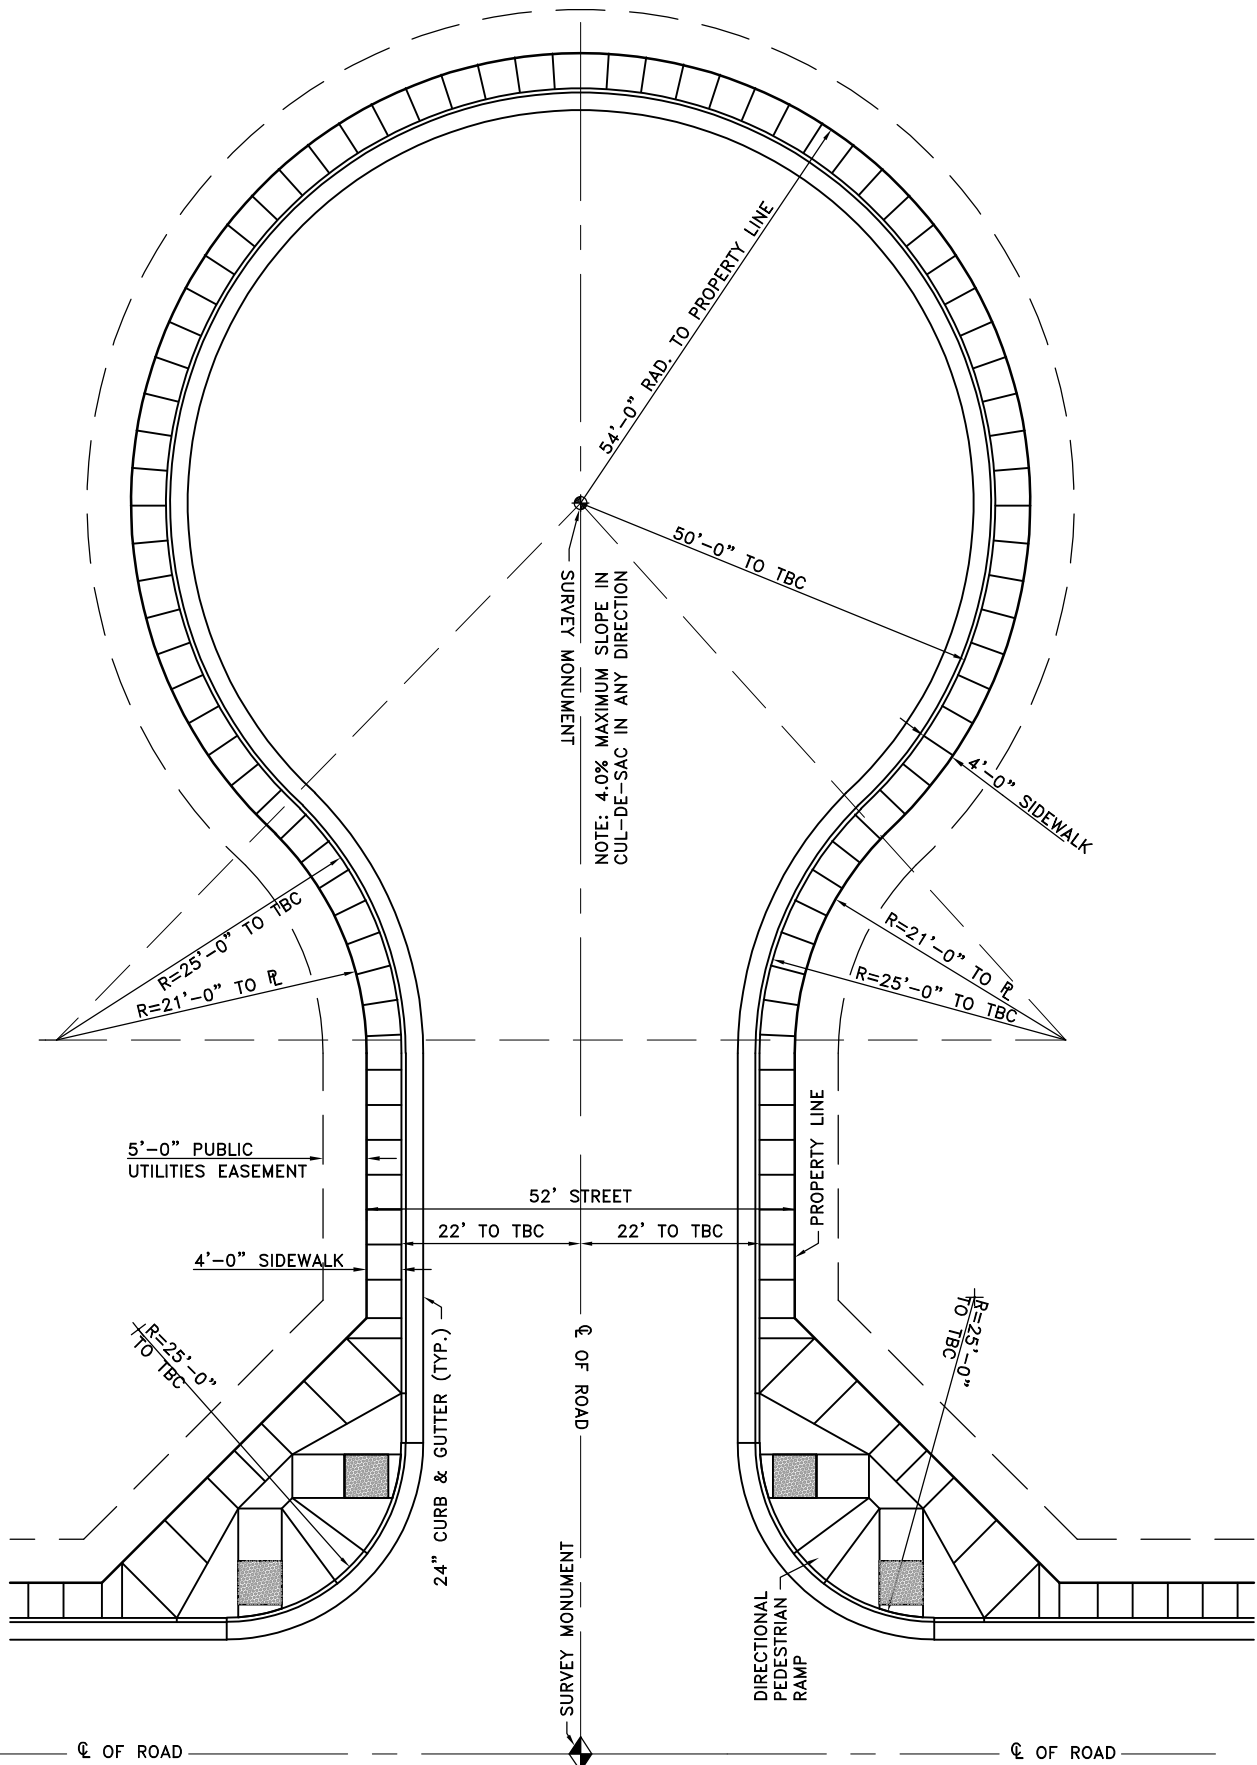 54'-0" RAD. TO PROPERTY LINE
50'-0" TO TBC
SURVEY MONUMENT
NOTE: 4.0% MAXIMUM SLOPE IN
CUL-DE-SAC IN ANY DIRECTION
4'-0" SIDEWALK
R=25'-0" TO TBC
R=21'-0" TO ℄
R=21'-0" TO ℄
R=25'-0" TO TBC
5'-0" PUBLIC
UTILITIES EASEMENT
PROPERTY LINE
52' STREET
22' TO TBC
22' TO TBC
4'-0" SIDEWALK
R=25'-0"
TO TBC
24" CURB & GUTTER (TYP.)
℄ OF ROAD
R=25'-0"
TO TBC
SURVEY MONUMENT
DIRECTIONAL
PEDESTRIAN
RAMP
℄ OF ROAD
℄ OF ROAD